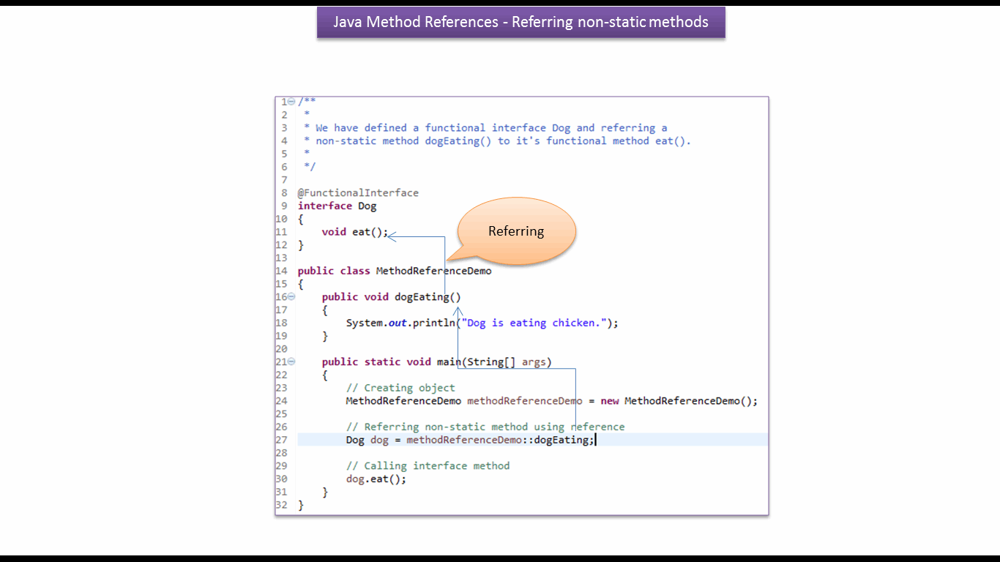 Java Method References - Referring non-static methods
1 /**
2  *
3  * We have defined a functional interface Dog and referring a
4  * non-static method dogEating() to it's functional method eat().
5  *
6  */
7
8 @FunctionalInterface
9 interface Dog
10 {
11     void eat();
12 }
13
14 public class MethodReferenceDemo
15 {
16     public void dogEating()
17     {
18         System.out.println("Dog is eating chicken.");
19     }
20
21     public static void main(String[] args)
22     {
23         // Creating object
24         MethodReferenceDemo methodReferenceDemo = new MethodReferenceDemo();
25
26         // Referring non-static method using reference
27         Dog dog = methodReferenceDemo::dogEating;
28
29         // Calling interface method
30         dog.eat();
31     }
32 }
Referring